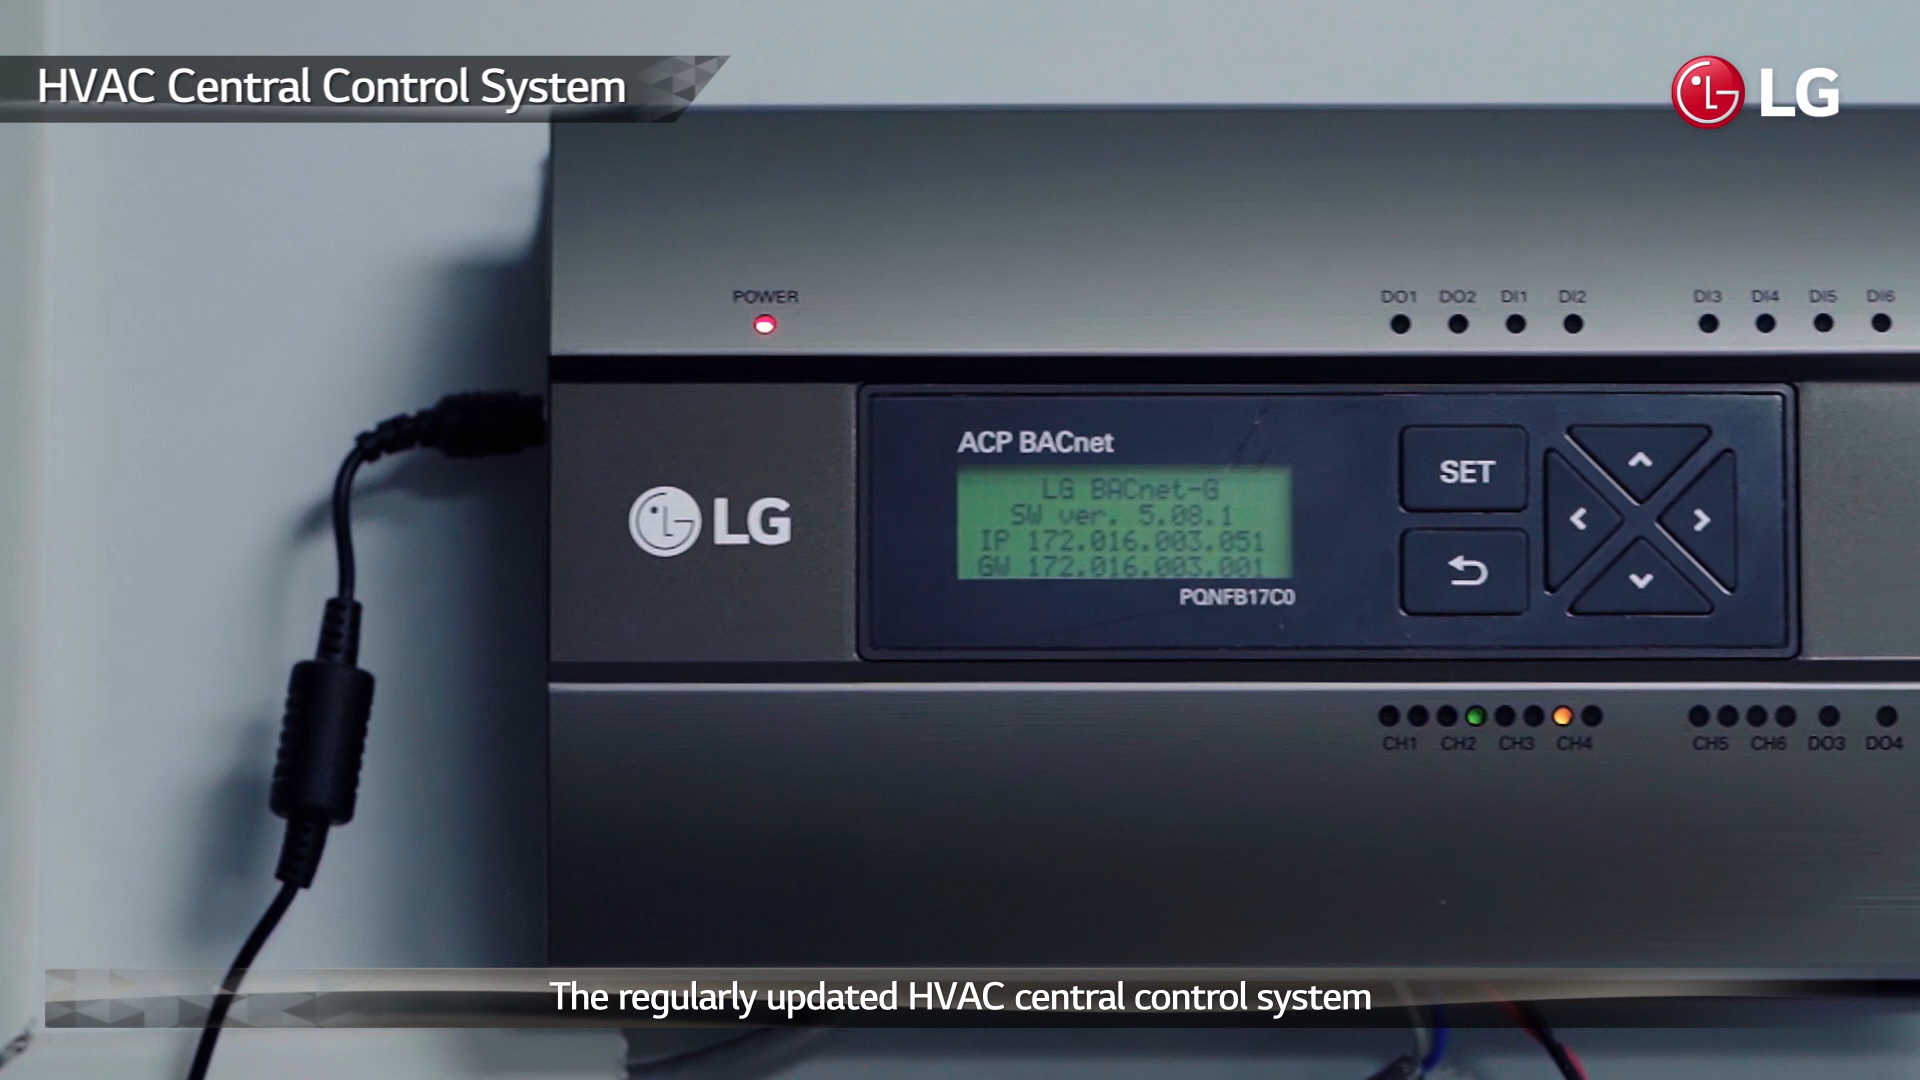 HVAC Central Control System
LG
POWER
DO1 DO2 DI1 DI2 DI3 DI4 DI5 DI6
ACP BACnet
LG BACnet-G
SW ver. 5.08.1
IP 172.016.003.051
GW 172.016.003.001
PQNFB17C0
SET
LG
CH1 CH2 CH3 CH4 CH5 CH6 DO3 DO4
The regularly updated HVAC central control system